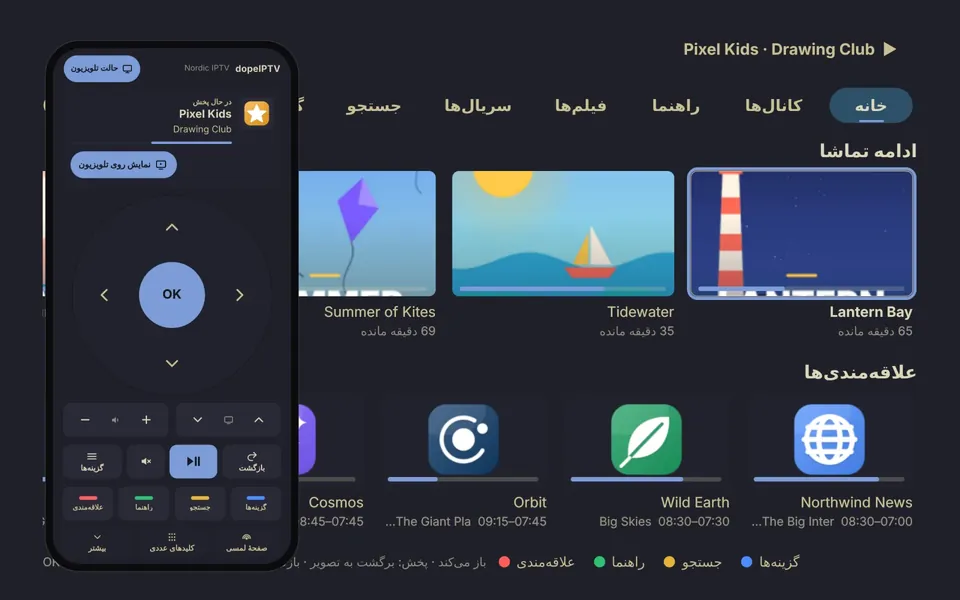 Pixel Kids · Drawing Club
خانه
کانال‌ها
راهنما
فیلم‌ها
سریال‌ها
جستجو
ادامه تماشا
Lantern Bay
65 دقیقه مانده
Tidewater
35 دقیقه مانده
Summer of Kites
69 دقیقه مانده
علاقه‌مندی‌ها
Northwind News
07:00–08:30 The Big Inter...
Wild Earth
07:30–08:30 Big Skies
Orbit
07:45–09:15 The Giant Pla...
Cosmos
گزینه‌ها
جستجو
راهنما
علاقه‌مندی
باز می‌کند · پخش: برگشت به تصویر
dopeIPTV
Nordic IPTV
حالت تلویزیون
در حال پخش
Pixel Kids
Drawing Club
نمایش روی تلویزیون
OK
بازگشت
گزینه‌ها
گزینه‌ها
جستجو
راهنما
علاقه‌مندی
صفحهٔ لمسی
کلیدهای عددی
بیشتر